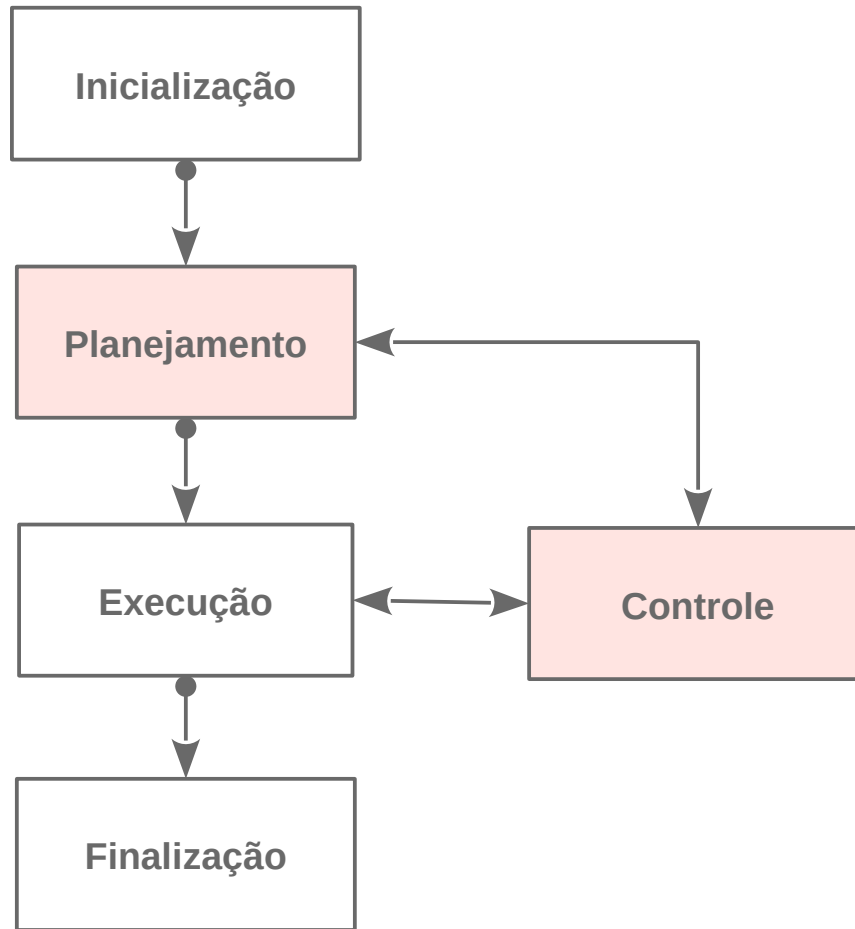 Inicialização
Planejamento
Execução
Controle
Finalização